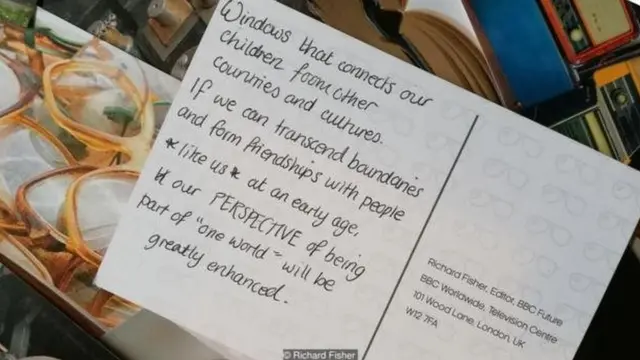 Windows that connects our
children from other
countries and cultures.
If we can transcend boundaries
and form friendships with people
*like us* at an early age,
our PERSPECTIVE of being
part of "one world" will be
greatly enhanced.
Richard Fisher, Editor, BBC Future
BBC Worldwide, Television Centre
101 Wood Lane, London, UK
W12 7FA
© Richard Fisher